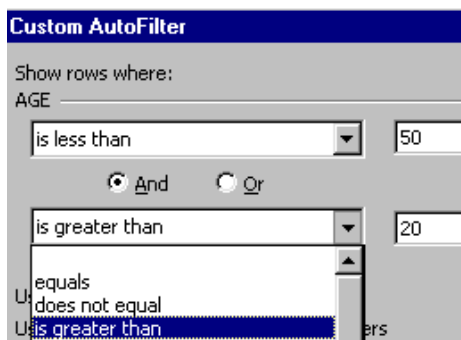 Custom AutoFilter
Show rows where:
AGE
is less than 50
And Or
is greater than 20
equals
does not equal
is greater than